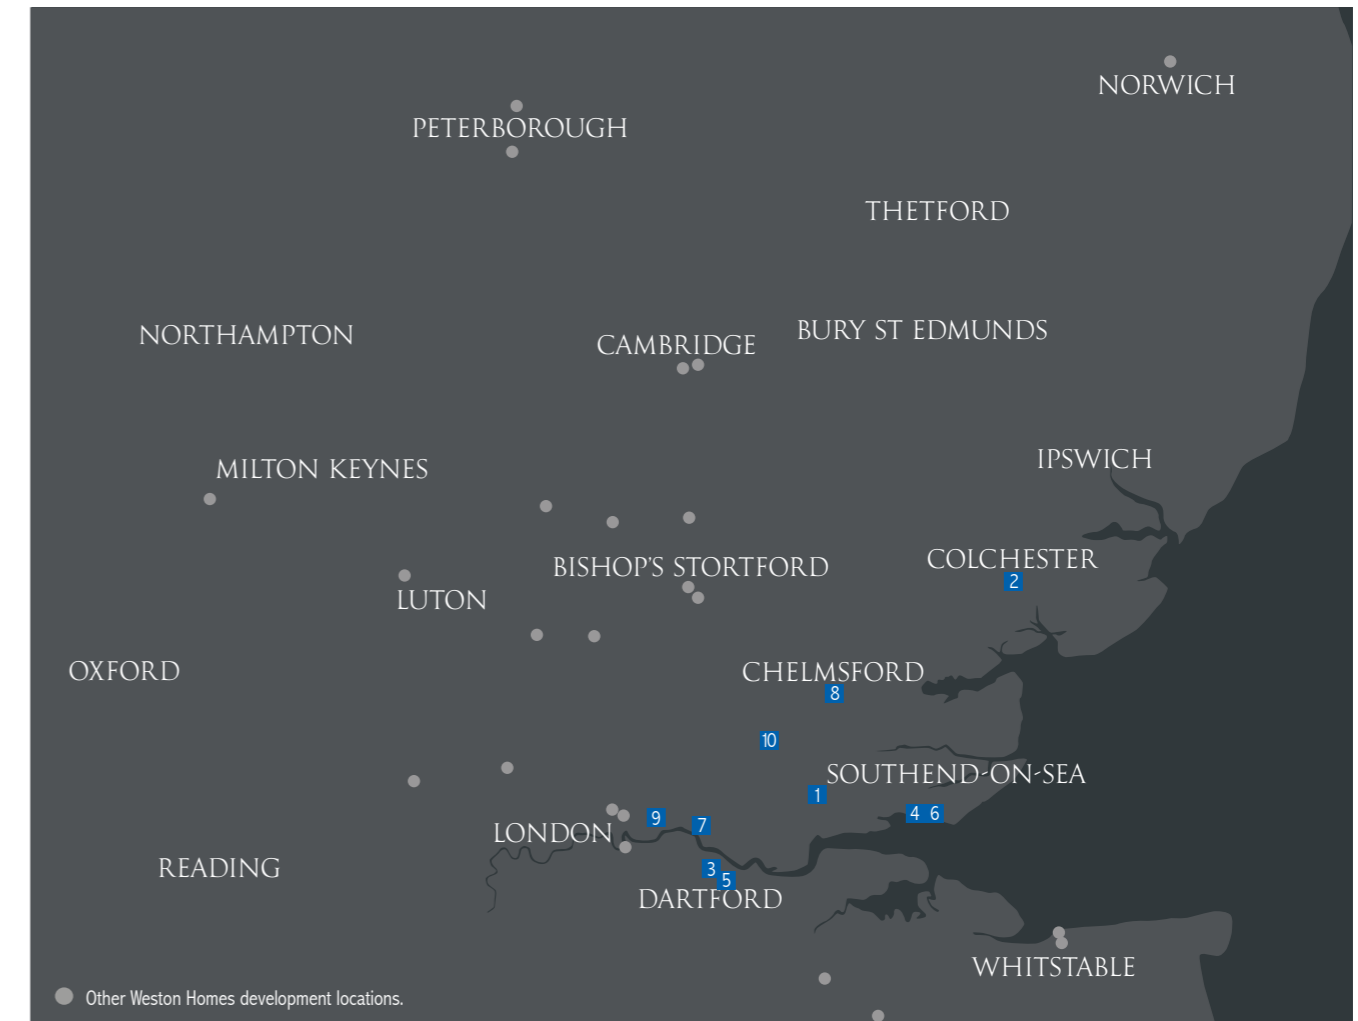 NORWICH
PETERBOROUGH
THETFORD
NORTHAMPTON
BURY ST EDMUNDS
CAMBRIDGE
IPSWICH
MILTON KEYNES
COLCHESTER
2
BISHOP'S STORTFORD
LUTON
OXFORD
CHELMSFORD
8
10
SOUTHEND-ON-SEA
1
4 6
9
7
LONDON
READING
3
5
DARTFORD
WHITSTABLE
Other Weston Homes development locations.